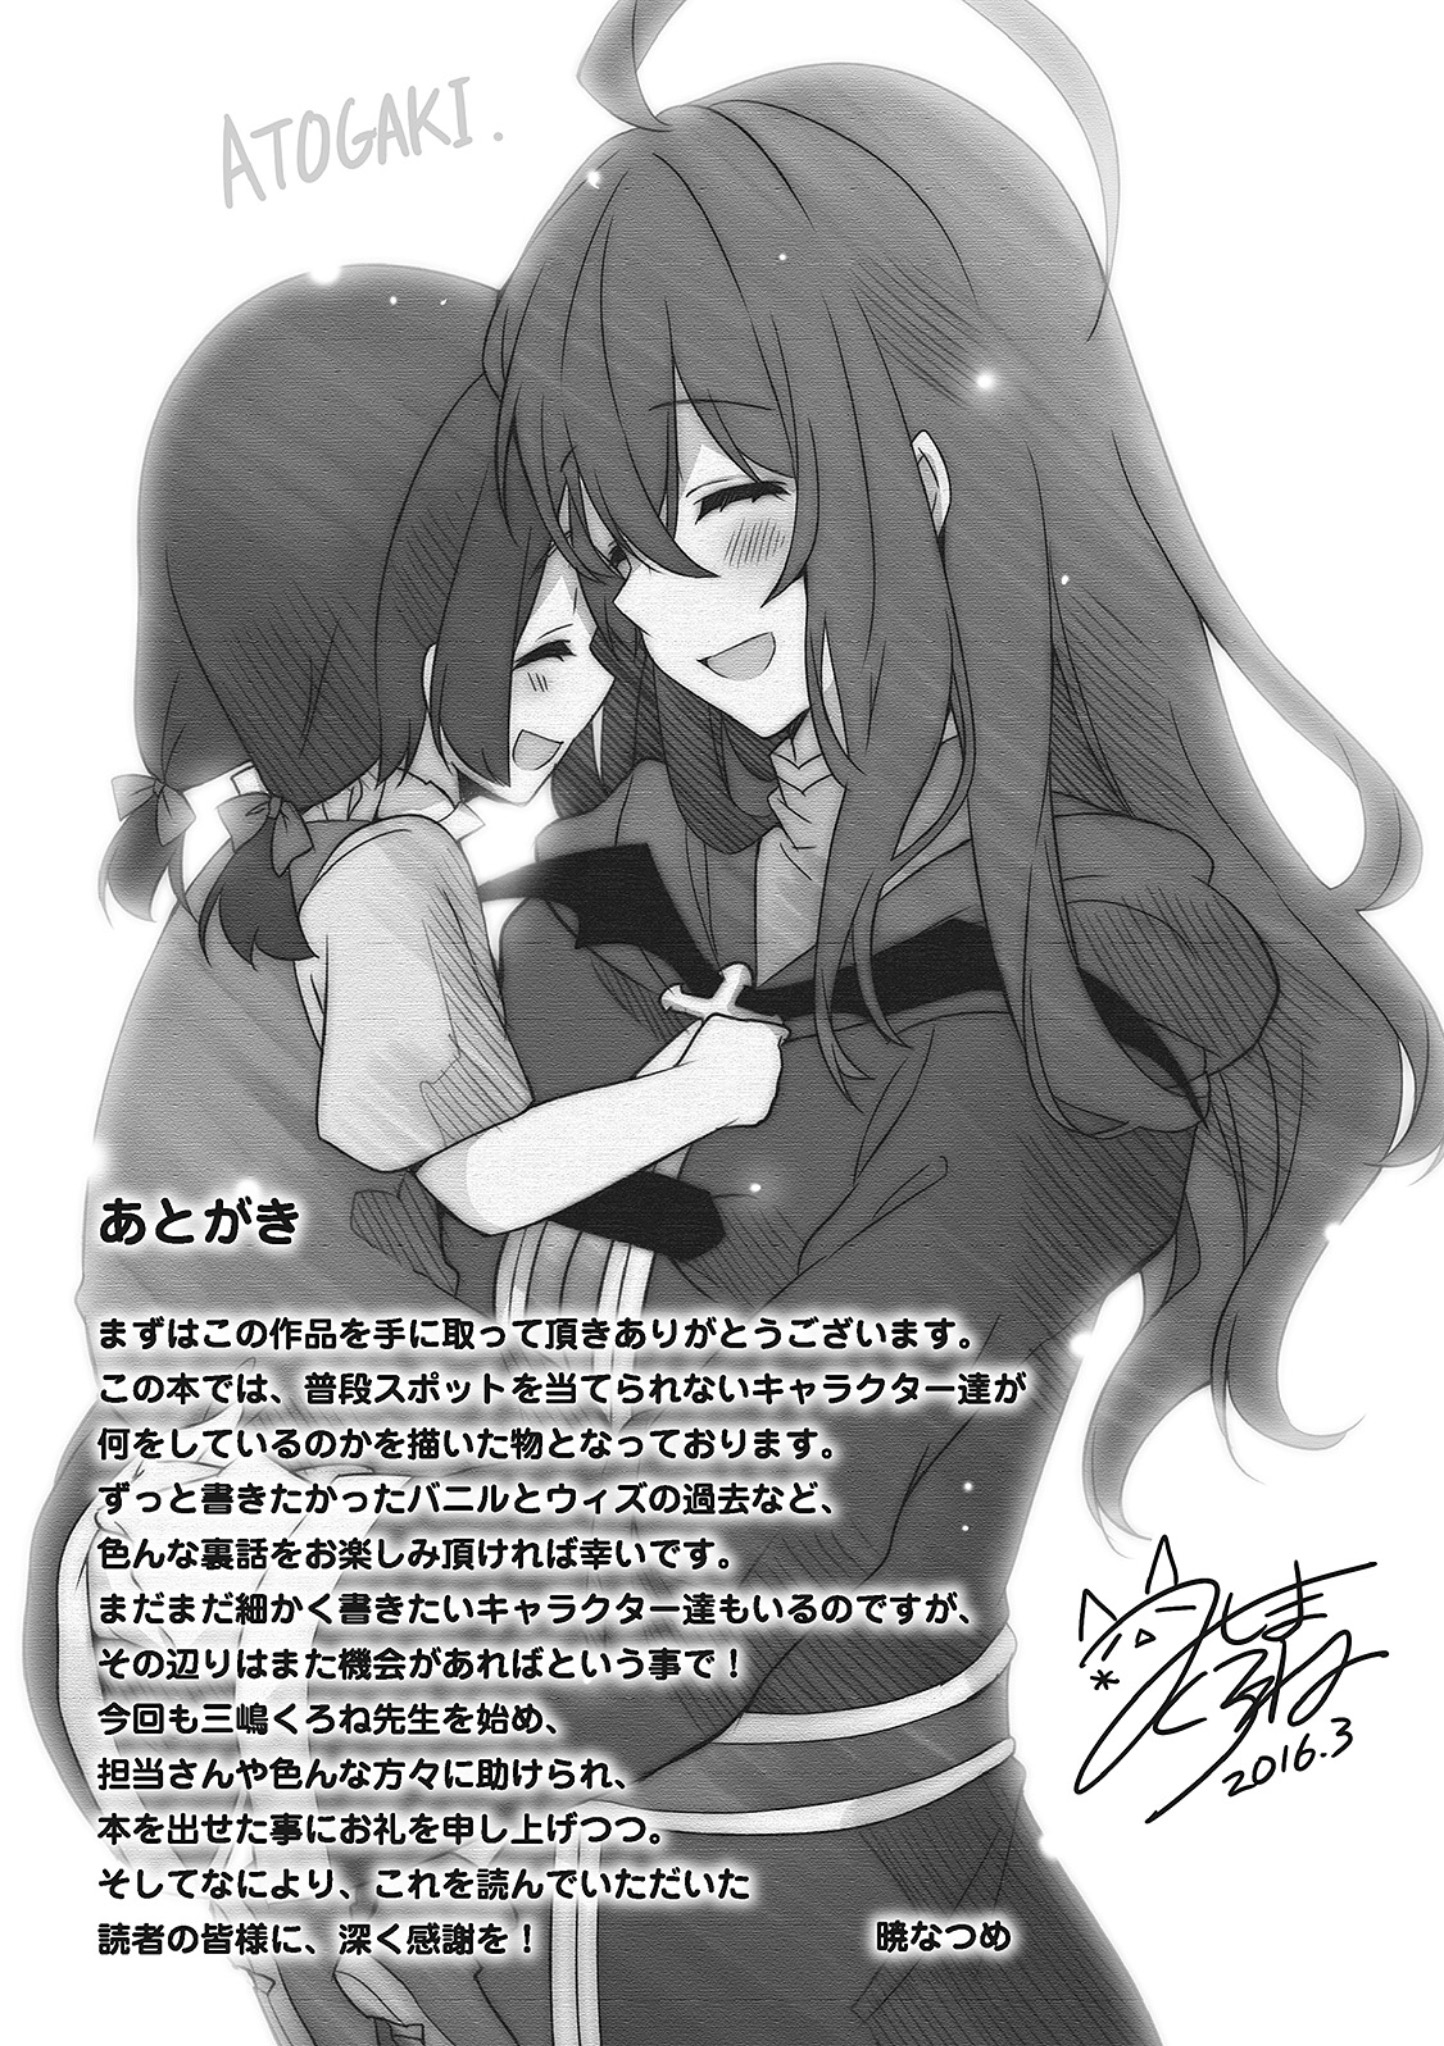 ATOGAKI.
あとがき
まずはこの作品を手に取って頂きありがとうございます。
この本では、普段スポットを当てられないキャラクター達が
何をしているのかを描いた物となっております。
ずっと書きたかったバニルとウィズの過去など、
色んな裏話をお楽しみ頂ければ幸いです。
まだまだ細かく書きたいキャラクター達もいるのですが、
その辺りはまた機会があればという事で！
今回も三嶋くろね先生を始め、
担当さんや色んな方々に助けられ、
本を出せた事にお礼を申し上げつつ。
そしてなにより、これを読んでいただいた
読者の皆様に、深く感謝を！
暁なつめ
くろね
2016.3